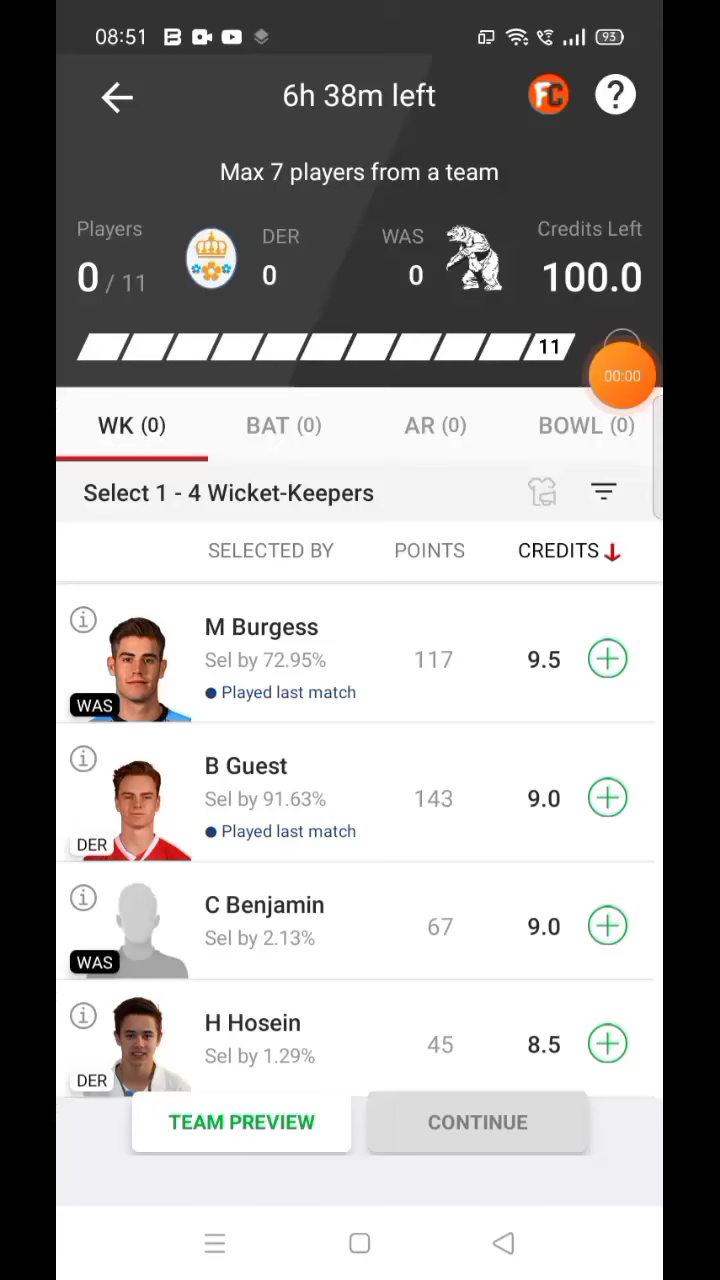 08:51
93
6h 38m left
FC
?
Max 7 players from a team
Players
DER
WAS
Credits Left
0 / 11
0
0
100.0
11
00:00
WK (0)
BAT (0)
AR (0)
BOWL (0)
Select 1 - 4 Wicket-Keepers
SELECTED BY
POINTS
CREDITS
M Burgess
Sel by 72.95%
117
9.5
Played last match
WAS
B Guest
Sel by 91.63%
143
9.0
Played last match
DER
C Benjamin
Sel by 2.13%
67
9.0
WAS
H Hosein
Sel by 1.29%
45
8.5
DER
TEAM PREVIEW
CONTINUE